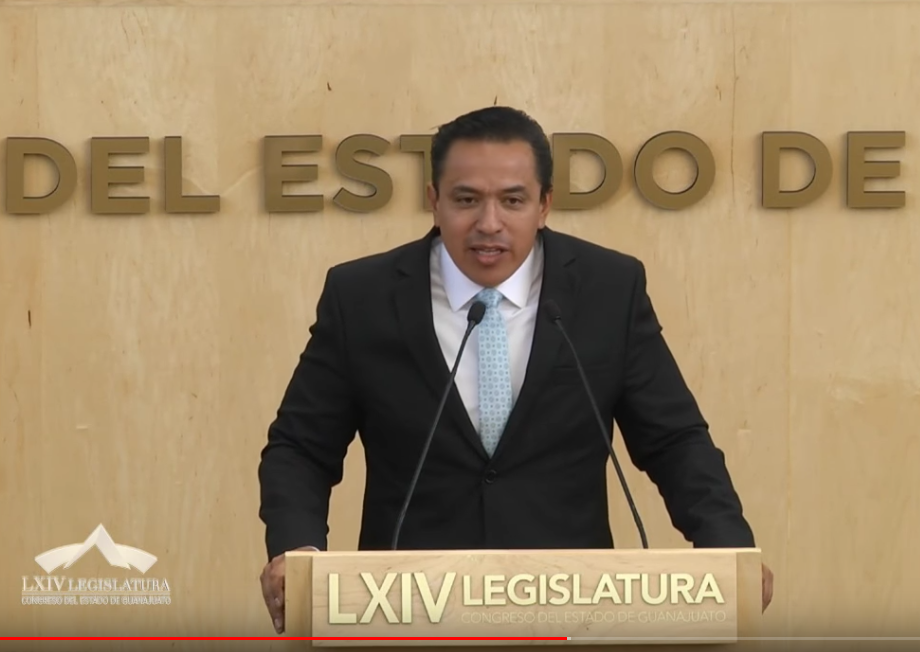 DEL ESTADO DE
LXIV LEGISLATURA
CONGRESO DEL ESTADO DE GUANAJUATO
LXIV LEGISLATURA
CONGRESO DEL ESTADO DE GUANAJUATO